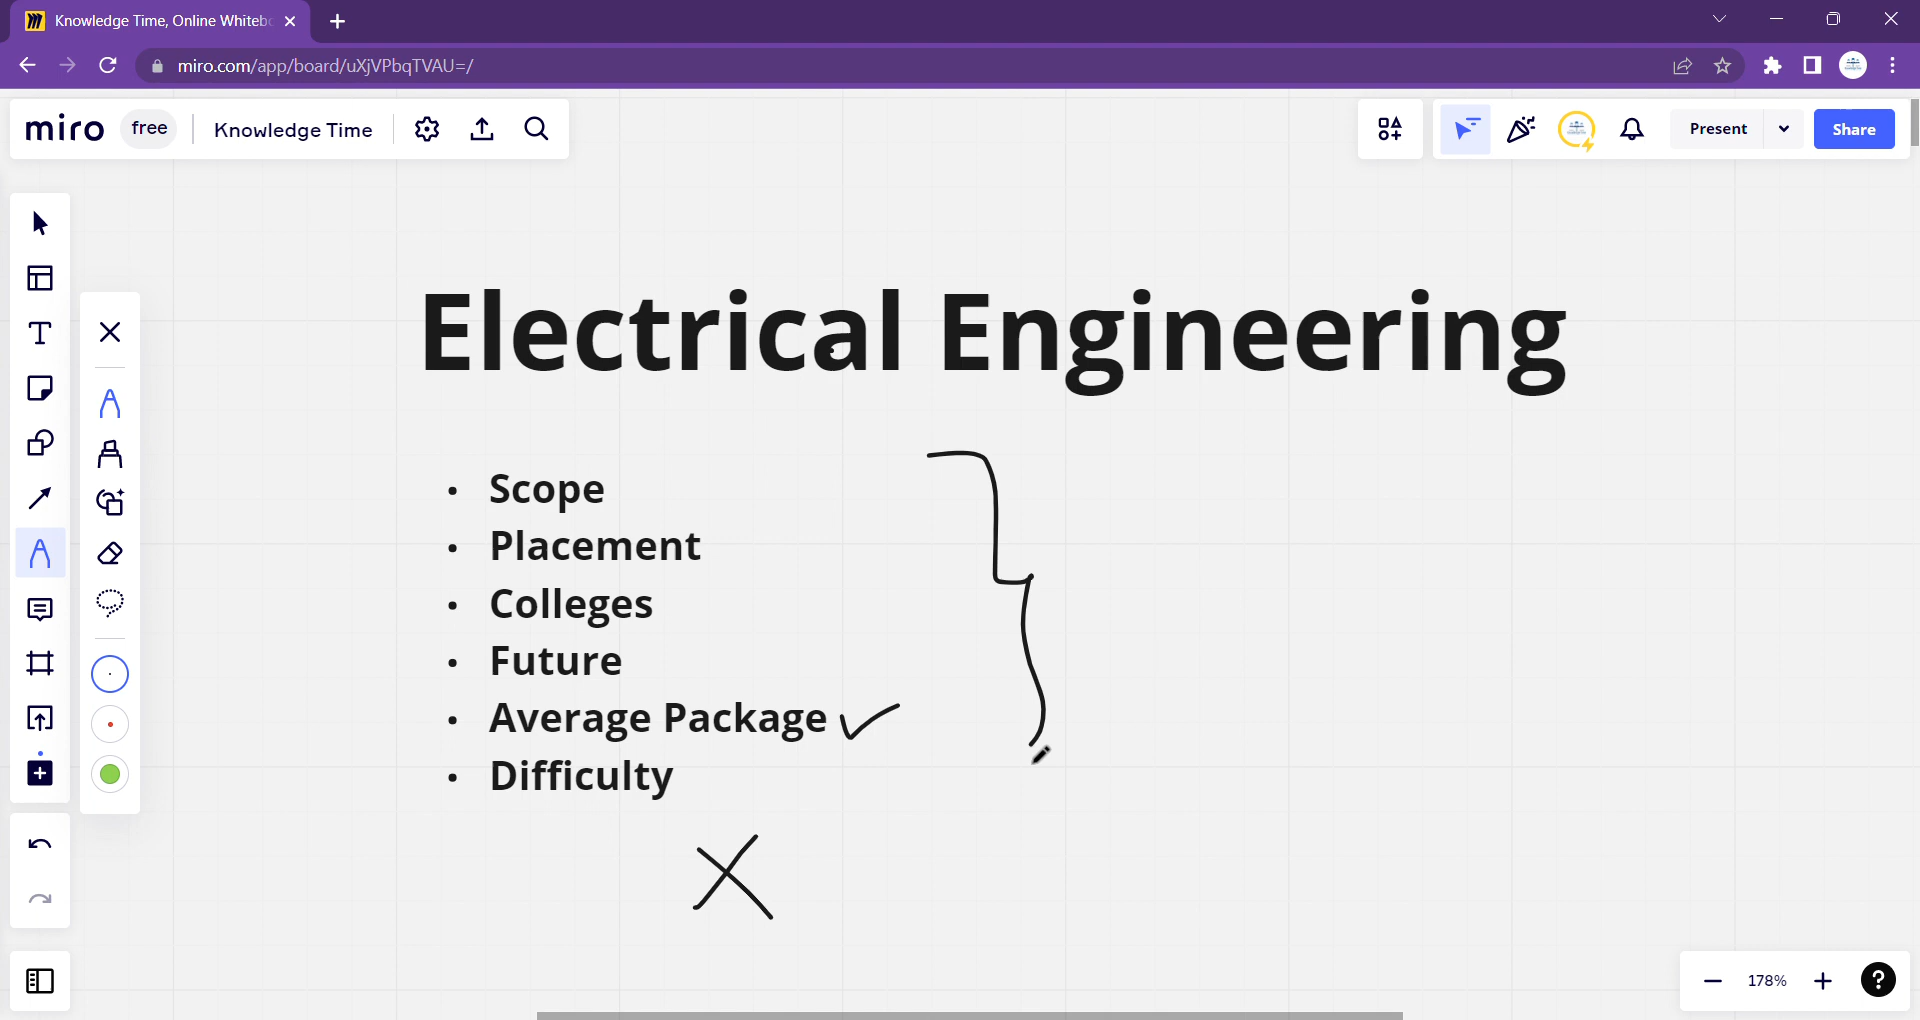 Knowledge Time, Online Whitebo
miro.com/app/board/uXjVPbqTVAU=/
miro free Knowledge Time Present Share
Electrical Engineering
• Scope
• Placement
• Colleges
• Future
• Average Package
• Difficulty
178%